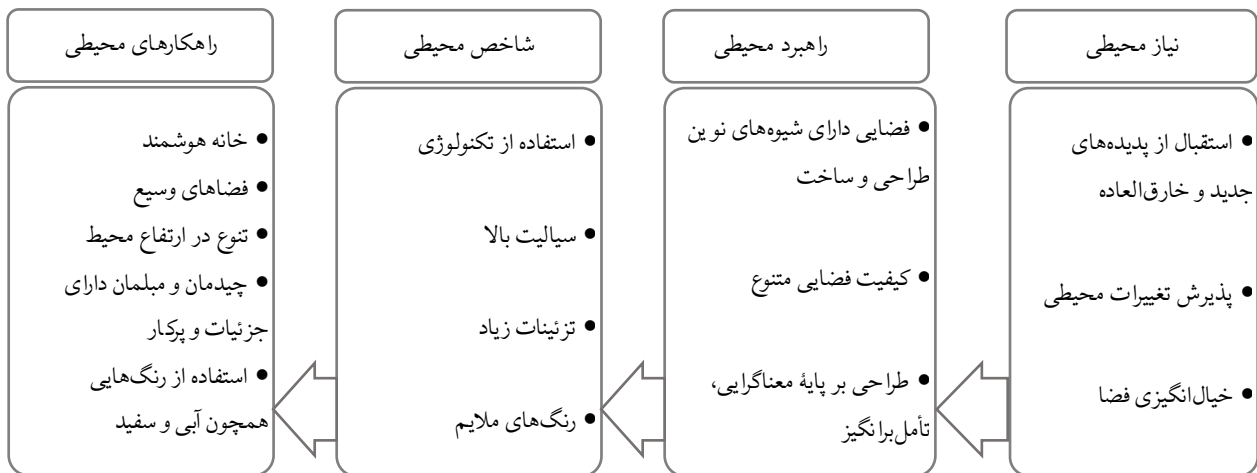 نیاز محیطی
• استقبال از پدیده‌های
جدید و خارق‌العاده
• پذیرش تغییرات محیطی
• خیال‌انگیزی فضا
راهبرد محیطی
• فضایی دارای شیوه‌های نوین
طراحی و ساخت
• کیفیت فضایی متنوع
• طراحی بر پایهٔ معناگرایی،
تأمل‌برانگیز
شاخص محیطی
• استفاده از تکنولوژی
• سیالیت بالا
• تزئینات زیاد
• رنگ‌های ملایم
راهکارهای محیطی
• خانه هوشمند
• فضاهای وسیع
• تنوع در ارتفاع محیط
• چیدمان و مبلمان دارای
جزئیات و پرکار
• استفاده از رنگ‌هایی
همچون آبی و سفید